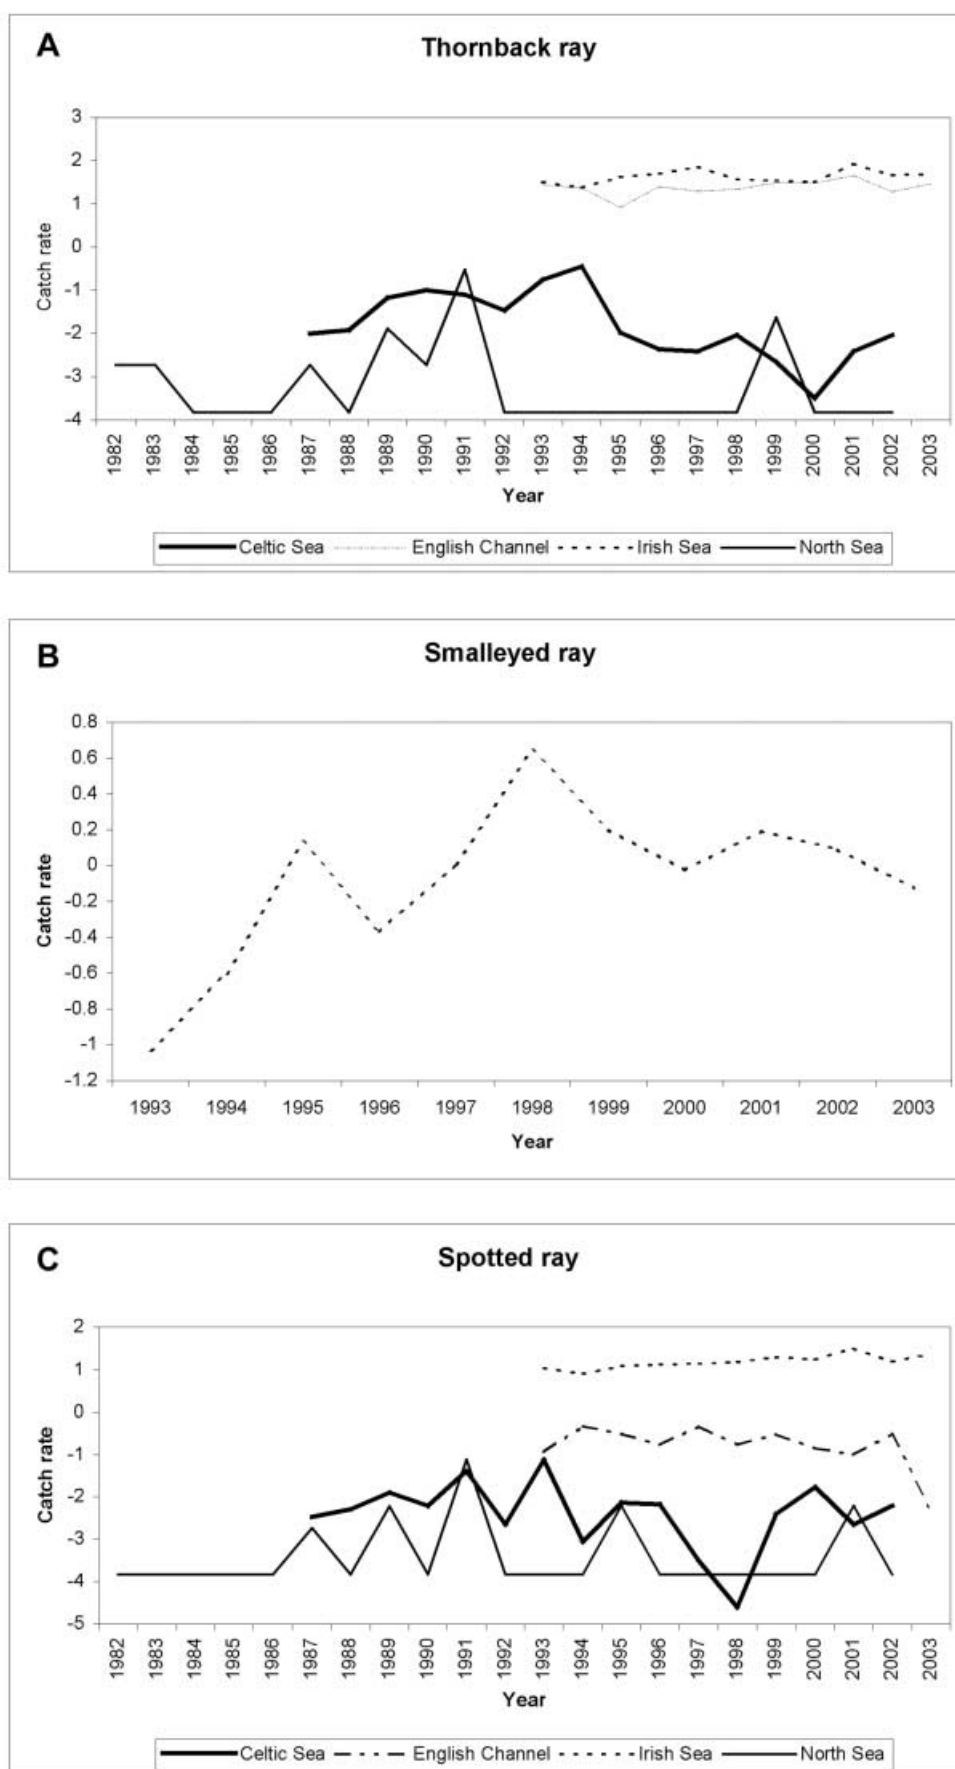 A
Thornback ray
3
2
1
0
-1
-2
-3
-4
Catch rate
1982 1983 1984 1985 1986 1987 1988 1989 1990 1991 1992 1993 1994 1995 1996 1997 1998 1999 2000 2001 2002 2003
Year
Celtic Sea English Channel Irish Sea North Sea
B
Smalleyed ray
0.8
0.6
0.4
0.2
0
-0.2
-0.4
-0.6
-0.8
-1
-1.2
Catch rate
1993 1994 1995 1996 1997 1998 1999 2000 2001 2002 2003
Year
C
Spotted ray
2
1
0
-1
-2
-3
-4
-5
Catch rate
1982 1983 1984 1985 1986 1987 1988 1989 1990 1991 1992 1993 1994 1995 1996 1997 1998 1999 2000 2001 2002 2003
Year
Celtic Sea English Channel Irish Sea North Sea